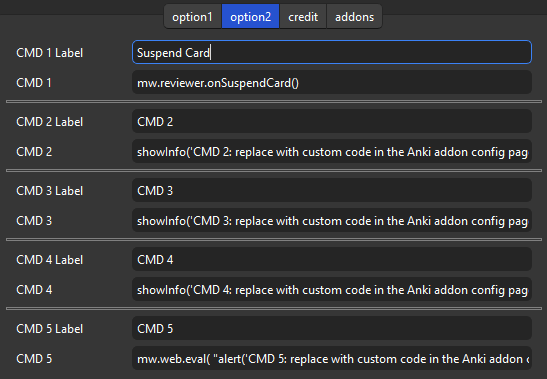 option1 option2 credit addons
CMD 1 Label Suspend Card
CMD 1 mw.reviewer.onSuspendCard()
CMD 2 Label CMD 2
CMD 2 showInfo('CMD 2: replace with custom code in the Anki addon config pag
CMD 3 Label CMD 3
CMD 3 showInfo('CMD 3: replace with custom code in the Anki addon config pag
CMD 4 Label CMD 4
CMD 4 showInfo('CMD 4: replace with custom code in the Anki addon config pag
CMD 5 Label CMD 5
CMD 5 mw.web.eval( "alert('CMD 5: replace with custom code in the Anki addon